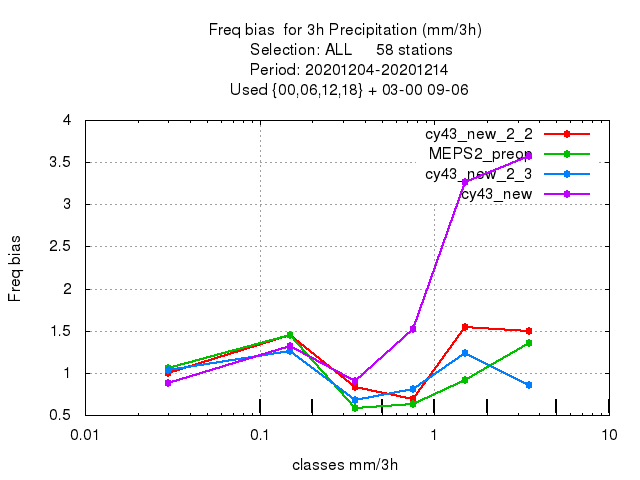 Freq bias  for 3h Precipitation (mm/3h)
Selection: ALL     58 stations
Period: 20201204-20201214
Used {00,06,12,18} + 03-00 09-06
4
3.5
3
2.5
2
1.5
1
0.5
Freq bias
cy43_new_2_2
MEPS2_preop
cy43_new_2_3
cy43_new
0.01 0.1 1 10
classes mm/3h